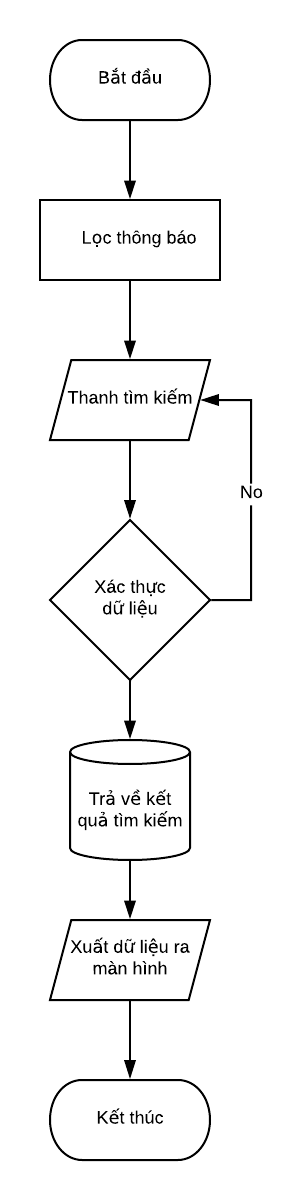 Bắt đầu
Lọc thông báo
Thanh tìm kiếm
No
Xác thực
dữ liệu
Trả về kết
quả tìm kiếm
Xuất dữ liệu ra
màn hình
Kết thúc